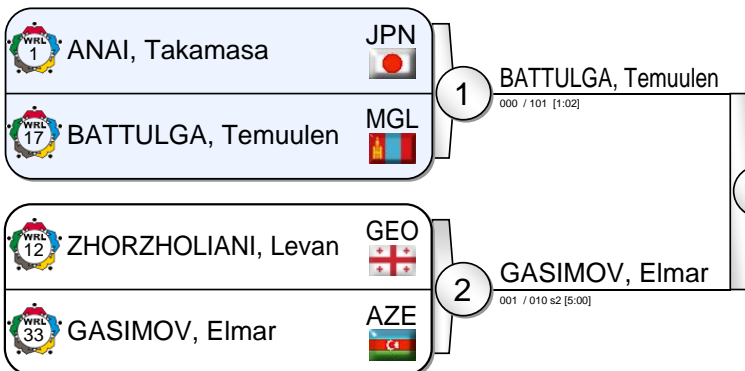 WRL
1
ANAI, Takamasa
JPN
WRL
17
BATTULGA, Temuulen
MGL
1
BATTULGA, Temuulen
000 / 101 [1:02]
WRL
12
ZHORZHOLIANI, Levan
GEO
WRL
33
GASIMOV, Elmar
AZE
2
GASIMOV, Elmar
001 / 010 s2 [5:00]